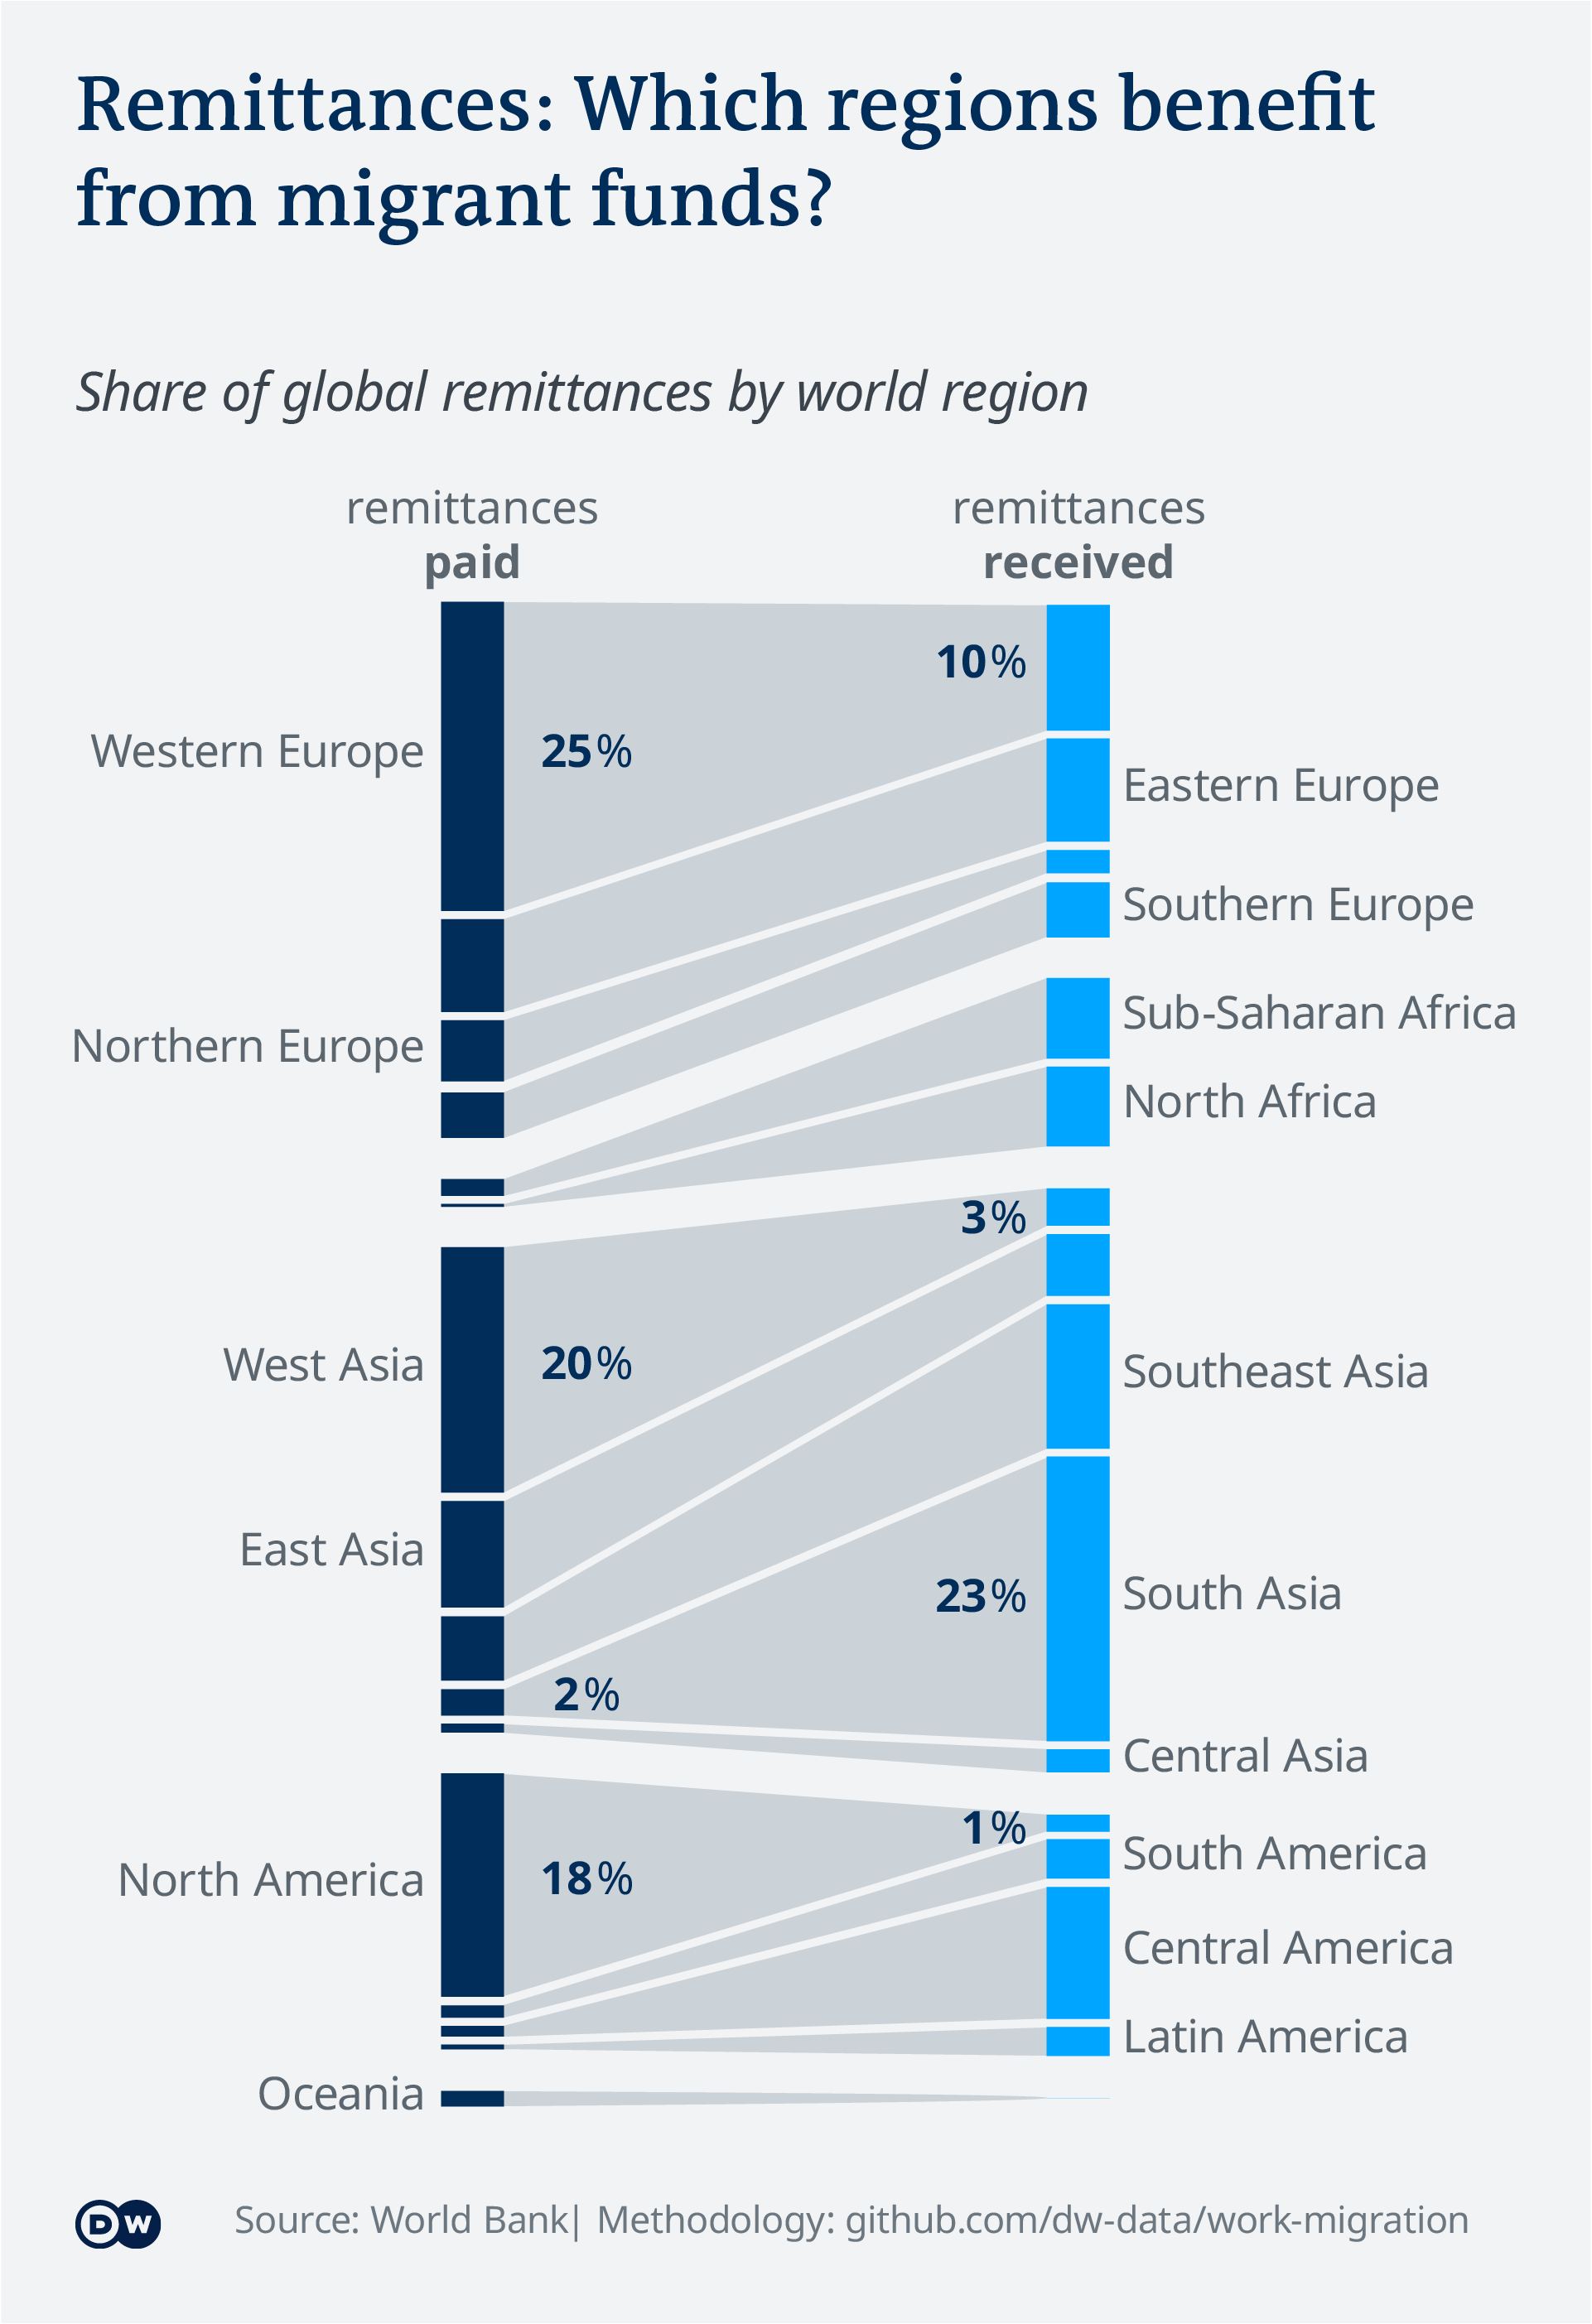 Remittances: Which regions benefit
from migrant funds?
Share of global remittances by world region
remittances
paid
remittances
received
10%
Western Europe
25%
Eastern Europe
Southern Europe
Sub-Saharan Africa
Northern Europe
North Africa
3%
West Asia
20%
Southeast Asia
East Asia
23%
South Asia
2%
Central Asia
1%
South America
North America
18%
Central America
Latin America
Oceania
DW
Source: World Bank| Methodology: github.com/dw-data/work-migration